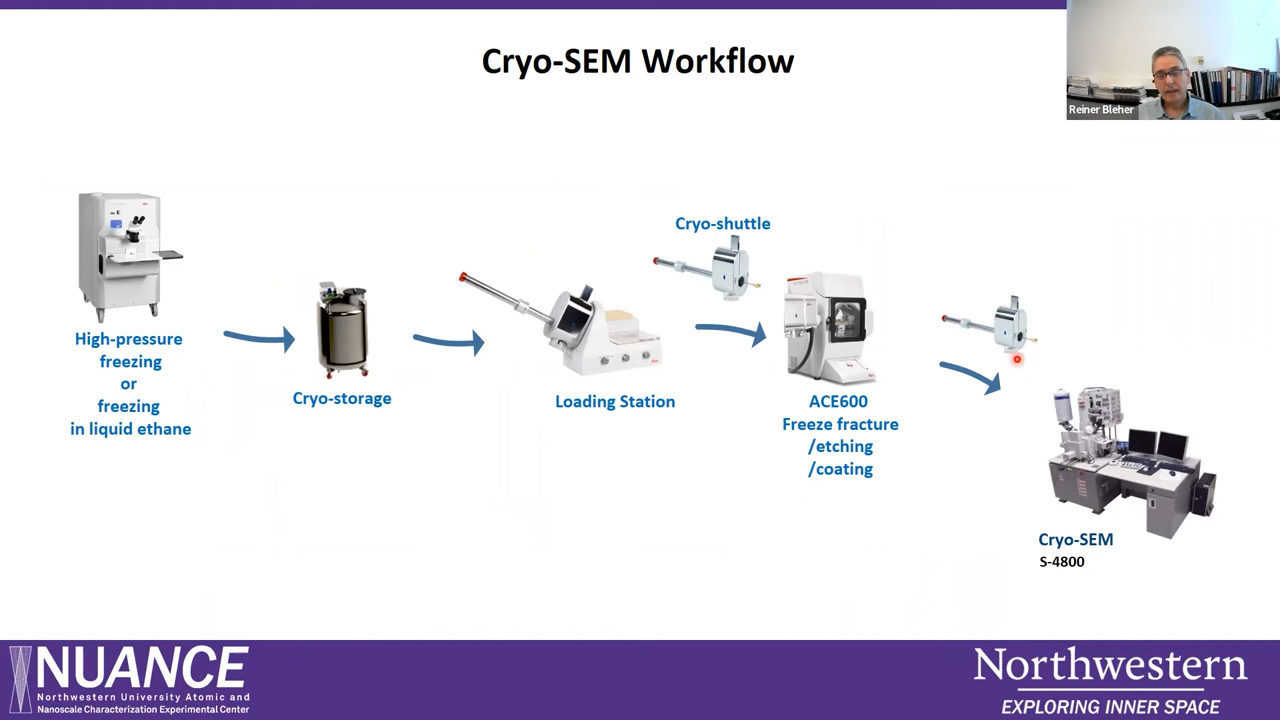 Cryo-SEM Workflow
Reiner Bleher
High-pressure
freezing
or
freezing
in liquid ethane
Cryo-storage
Loading Station
Cryo-shuttle
ACE600
Freeze fracture
/etching
/coating
Cryo-SEM
S-4800
NUANCE
Northwestern University Atomic and
Nanoscale Characterization Experimental Center
Northwestern
EXPLORING INNER SPACE